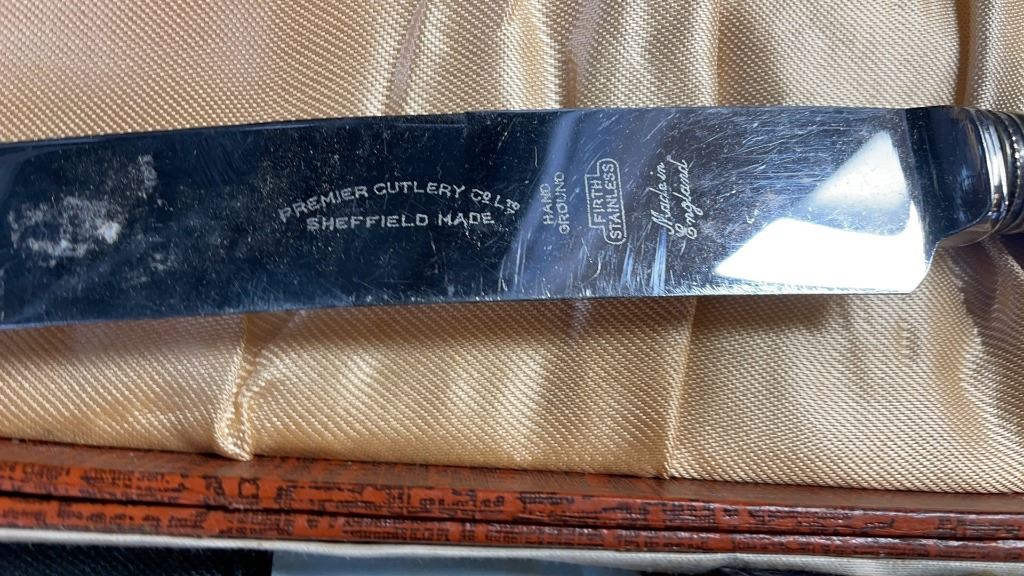 PREMIER CUTLERY CO. LTD
SHEFFIELD MADE
HAND
GROUND
FIRTH
STAINLESS
Made in
England